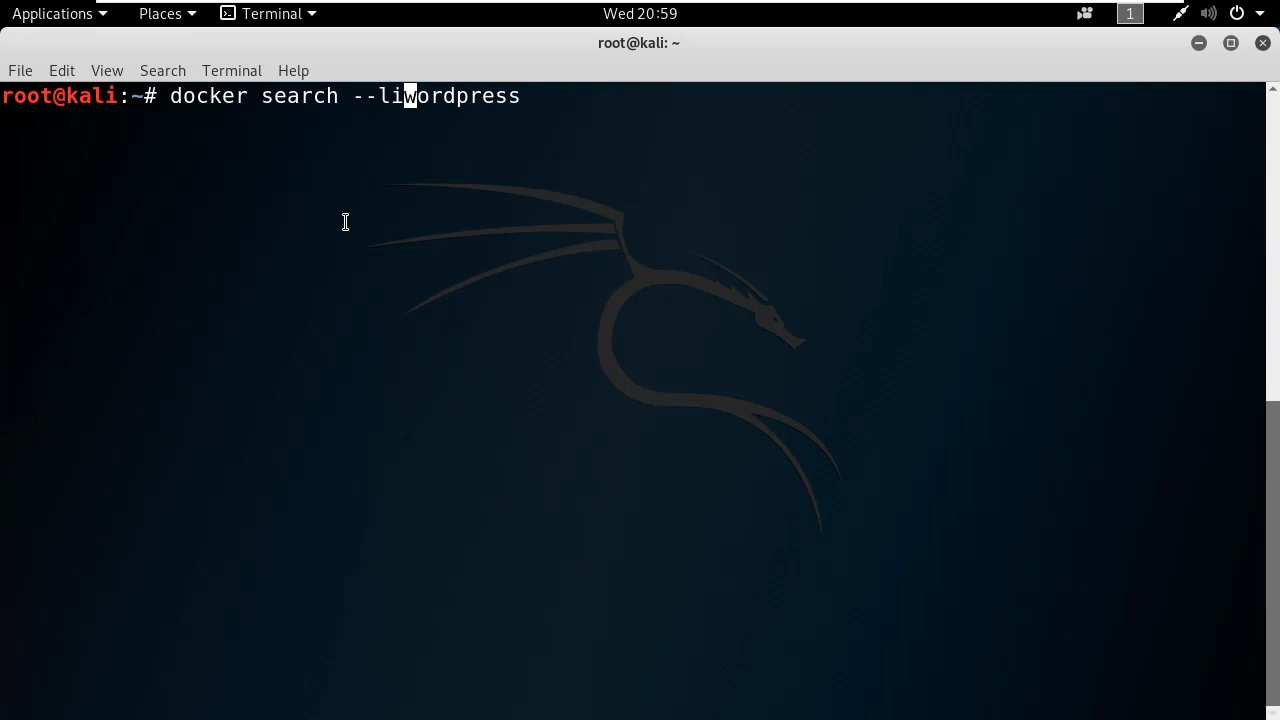 Applications Places Terminal Wed 20:59 1
root@kali: ~
File Edit View Search Terminal Help
root@kali:~# docker search --liwordpress